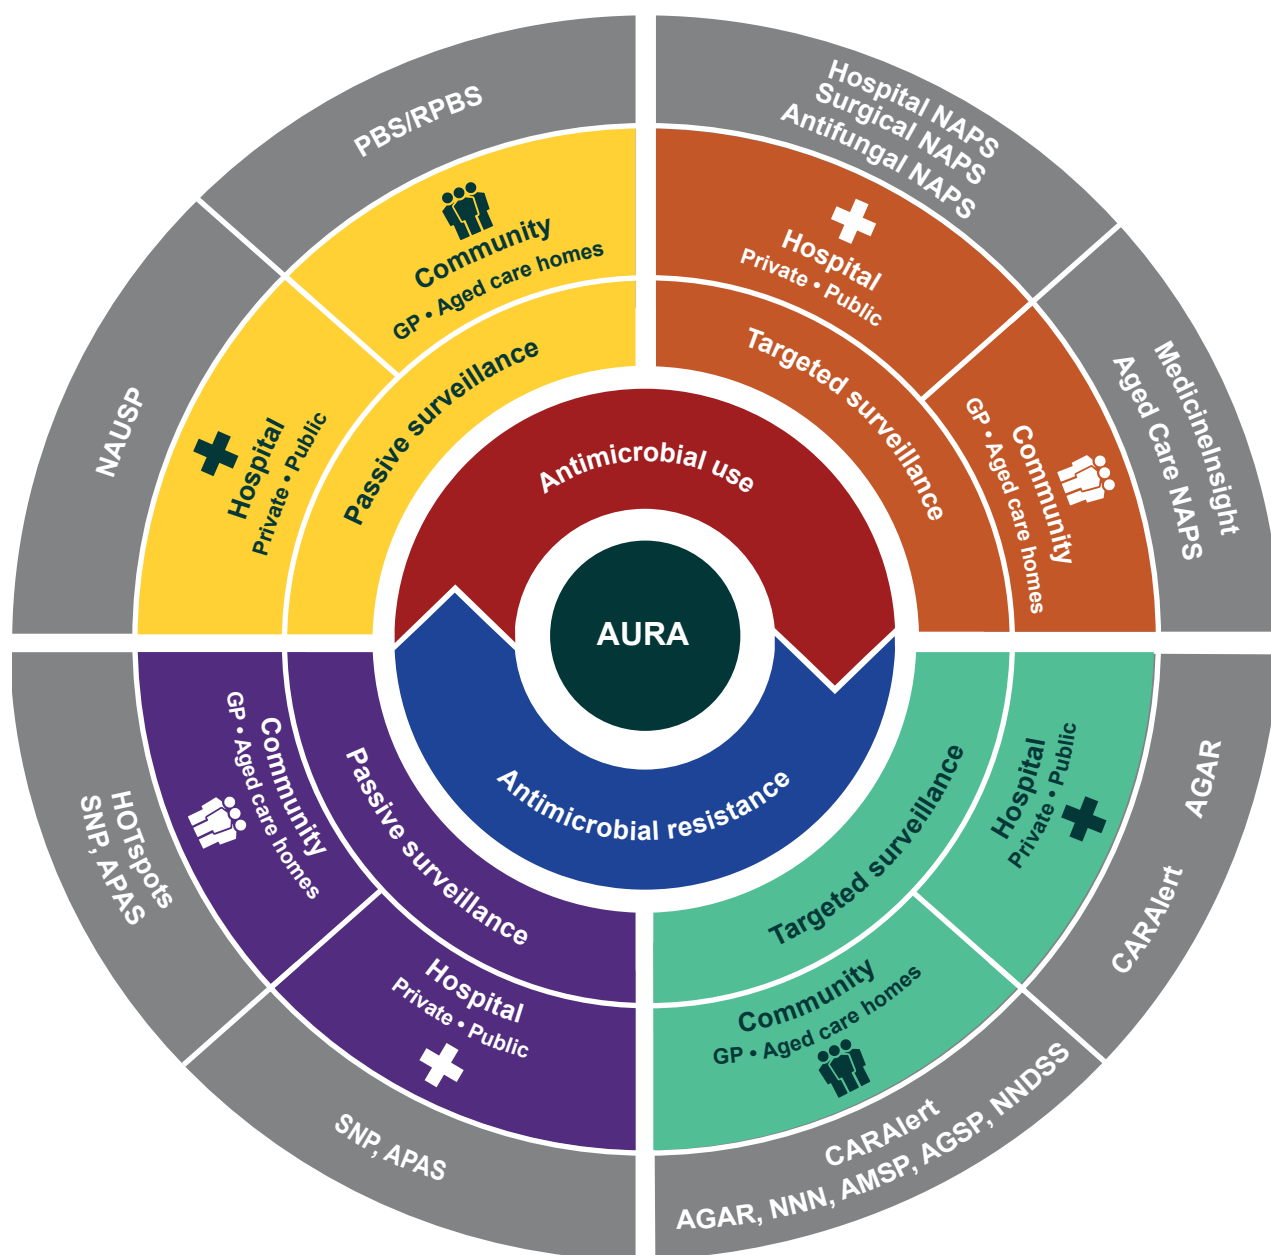 PBS/RPBS
Community
GP • Aged care homes
NAUSP
Hospital
Private • Public
Passive surveillance
Hospital NAPS
Surgical NAPS
Antifungal NAPS
Hospital
Private • Public
Targeted surveillance
MedicineInsight
Aged Care NAPS
Community
GP • Aged care homes
Antimicrobial use
AURA
Antimicrobial resistance
Passive surveillance
Community
GP • Aged care homes
HOTspots
SNP, APAS
Hospital
Private • Public
SNP, APAS
Targeted surveillance
Hospital
Private • Public
AGAR
CARAlert
Community
GP • Aged care homes
CARAlert
AGAR, NNN, AMSP, AGSP, NNDSS